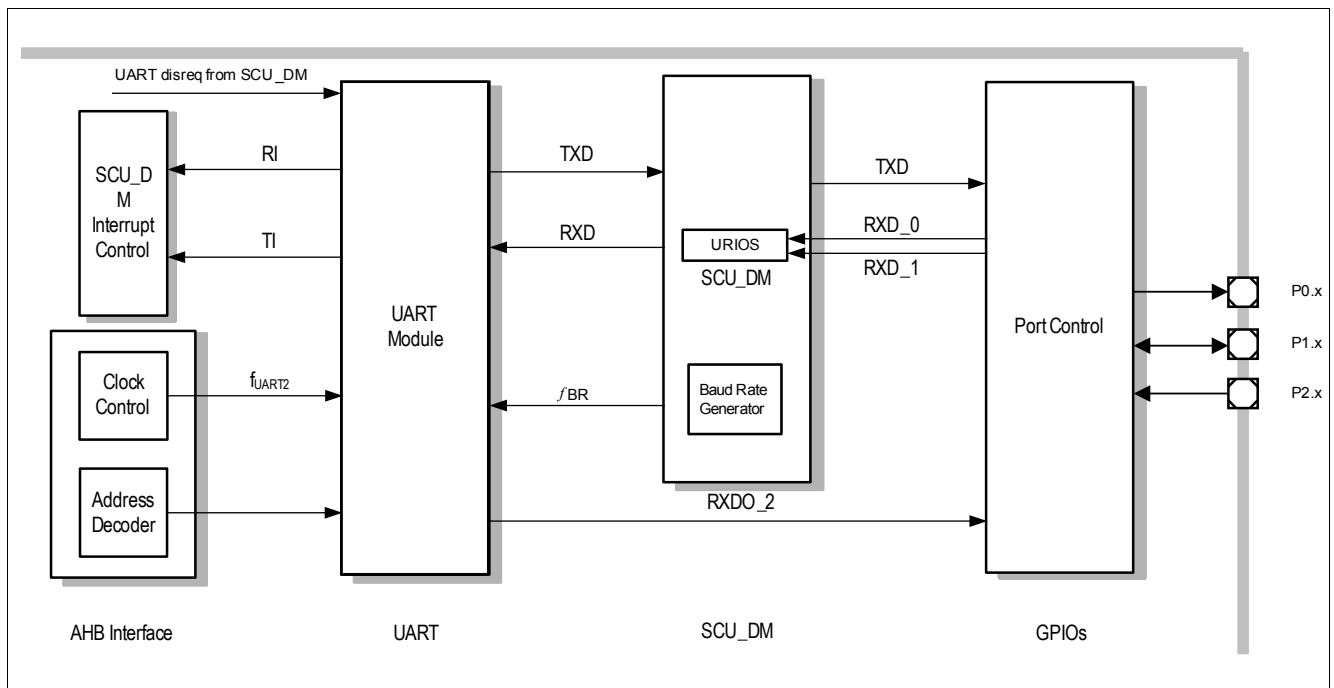 UART disreq from SCU_DM
SCU_D
M
Interrupt
Control
RI
TI
Clock
Control
fUART2
Address
Decoder
AHB Interface
UART
Module
UART
TXD
RXD
fBR
RXDO_2
URIOS
SCU_DM
Baud Rate
Generator
SCU_DM
TXD
RXD_0
RXD_1
Port Control
GPIOs
P0.x
P1.x
P2.x